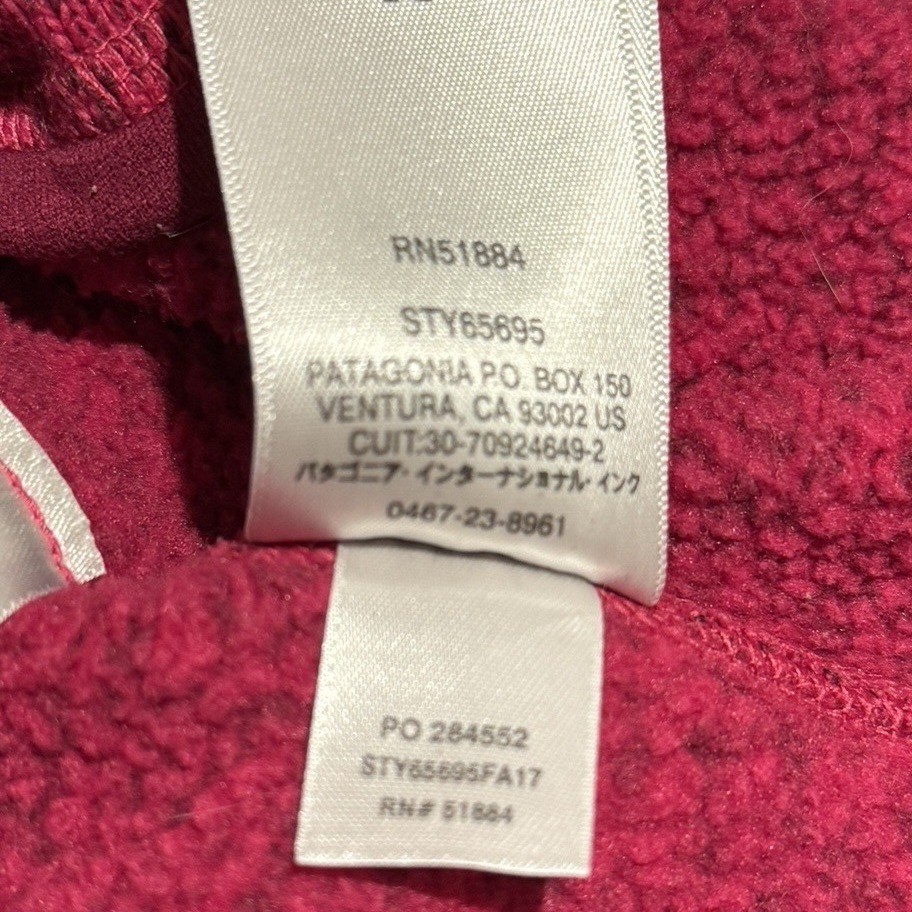 RN51884
STY65695
PATAGONIA P.O. BOX 150
VENTURA, CA 93002 US
CUIT:30-70924649-2
パタゴニア・インターナショナル・インク
0467-23-8961
PO 284552
STY65695FA17
RN# 51884